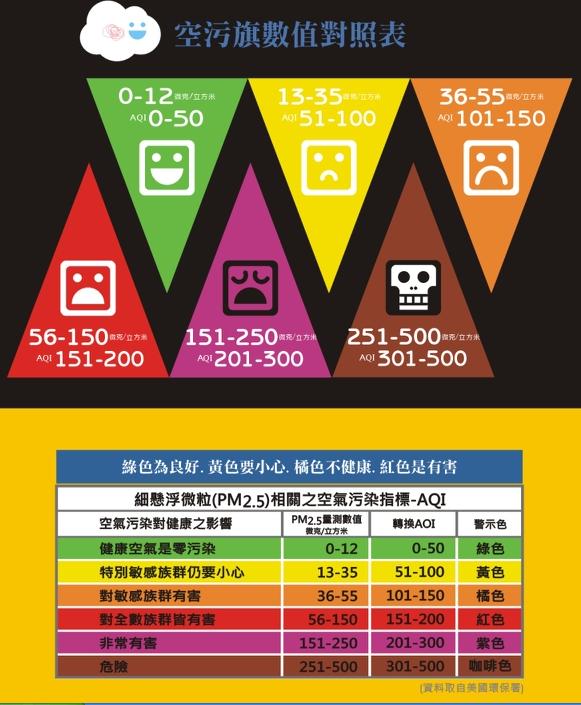 空污旗數值對照表
0-12微克/立方米
AQI 0-50
13-35微克/立方米
AQI 51-100
36-55微克/立方米
AQI 101-150
56-150微克/立方米
AQI 151-200
151-250微克/立方米
AQI 201-300
251-500微克/立方米
AQI 301-500
綠色為良好. 黃色要小心. 橘色不健康. 紅色是有害
細懸浮微粒(PM2.5)相關之空氣污染指標-AQI
空氣污染對健康之影響 PM2.5量測數值 微克/立方米 轉換AOI 警示色
健康空氣是零污染 0-12 0-50 綠色
特別敏感族群仍要小心 13-35 51-100 黃色
對敏感族群有害 36-55 101-150 橘色
對全數族群皆有害 56-150 151-200 紅色
非常有害 151-250 201-300 紫色
危險 251-500 301-500 咖啡色
(資料取自美國環保署)